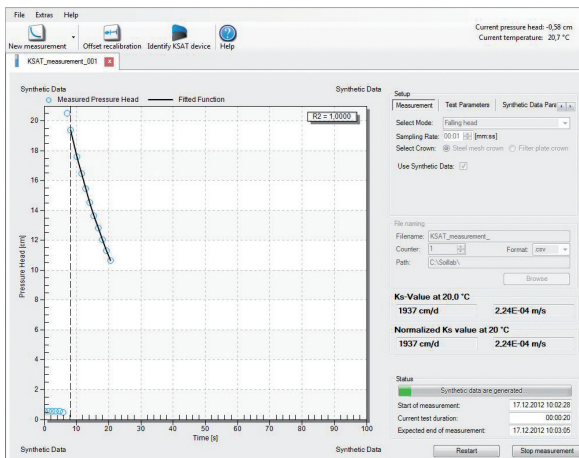 File Extras Help
New measurement Offset recalibration Identify KSAT device Help
Current pressure head: -0,58 cm
Current temperature: 20,7 °C
KSAT_measurement_001
Synthetic Data Synthetic Data
Measured Pressure Head Fitted Function
R2 = 1,0000
Pressure Head [cm]
20
18
16
14
12
10
8
6
4
2
0
0 10 20 30 40 50 60 70 80 90 100
Time [s]
Synthetic Data Synthetic Data
Setup
Measurement Test Parameters Synthetic Data Para
Select Mode: Falling head
Sampling Rate: 00:01 [mm:ss]
Select Crown: Steel mesh crown Filter plate crown
Use Synthetic
Data:
File naming
Filename: KSAT_measurement_
Counter: 1 Format: csv
Path: C:\Soillab\
Browse
Ks-Value at 20,0 °C
1937 cm/d 2,24E-04 m/s
Normalized Ks value at 20 °C
1937 cm/d 2,24E-04 m/s
Status
Synthetic data are generated
Start of measurement: 17.12.2012 10:02:28
Current test duration: 00:00:20
Expected end of measurement: 17.12.2012 10:03:05
Restart Stop measurement